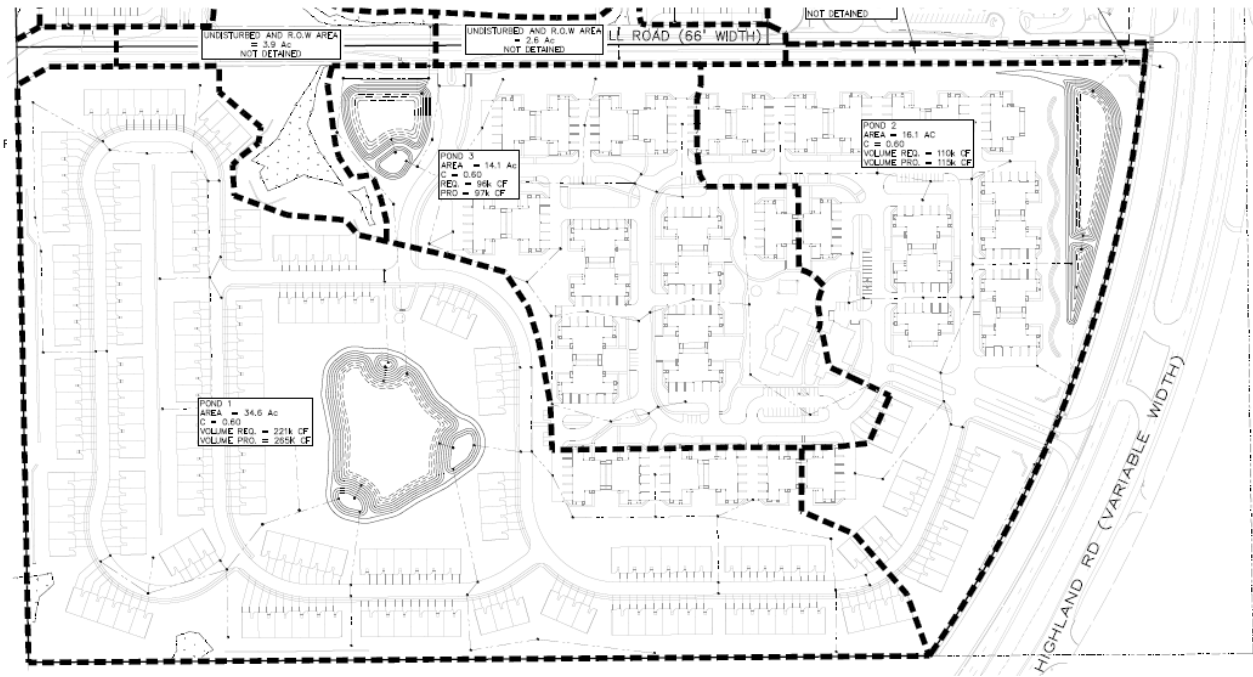 NOT DETAINED
UNDISTURBED AND R.O.W AREA
= 3.9 Ac
NOT DETAINED
UNDISTURBED AND R.O.W AREA
= 2.6 Ac
NOT DETAINED
LL ROAD (66' WIDTH)
POND 2
AREA = 16.1 AC
C = 0.60
VOLUME REQ. = 110k CF
VOLUME PRO. = 115k CF
POND 3
AREA = 14.1 Ac
C = 0.60
REQ. = 96k CF
PRO = 97k CF
POND 1
AREA = 34.6 Ac
C = 0.60
VOLUME REQ. = 221k CF
VOLUME PRO. = 265K CF
HIGHLAND RD (VARIABLE WIDTH)